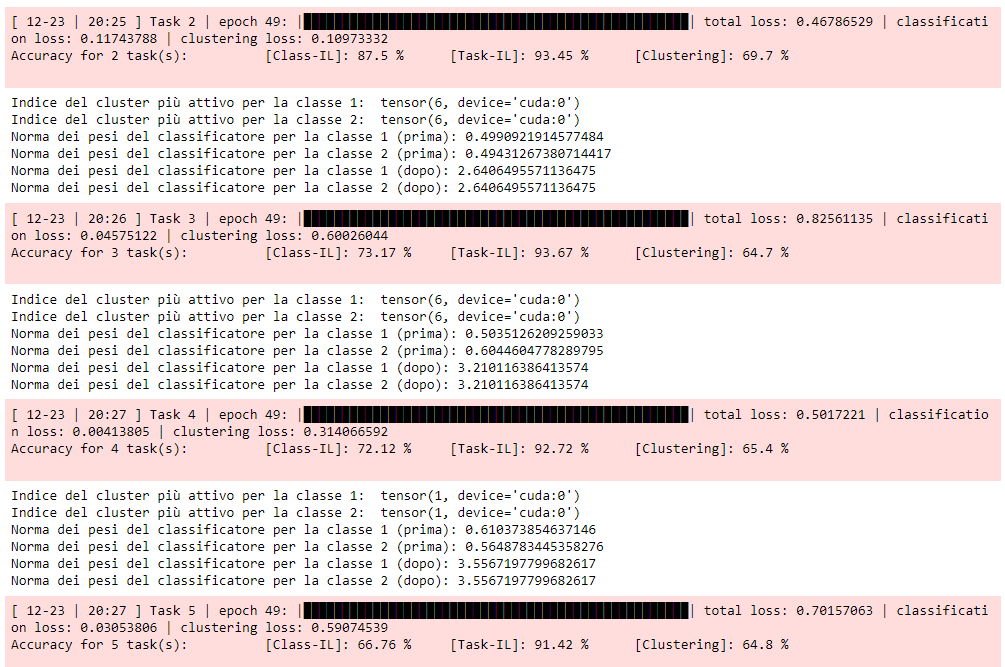 [ 12-23 | 20:25 ] Task 2 | epoch 49: || total loss: 0.46786529 | classificati
on loss: 0.11743788 | clustering loss: 0.10973332
Accuracy for 2 task(s): [Class-IL]: 87.5 % [Task-IL]: 93.45 % [Clustering]: 69.7 %
Indice del cluster più attivo per la classe 1: tensor(6, device='cuda:0')
Indice del cluster più attivo per la classe 2: tensor(6, device='cuda:0')
Norma dei pesi del classificatore per la classe 1 (prima): 0.4990921914577484
Norma dei pesi del classificatore per la classe 2 (prima): 0.49431267380714417
Norma dei pesi del classificatore per la classe 1 (dopo): 2.6406495571136475
Norma dei pesi del classificatore per la classe 2 (dopo): 2.6406495571136475
[ 12-23 | 20:26 ] Task 3 | epoch 49: || total loss: 0.82561135 | classificati
on loss: 0.04575122 | clustering loss: 0.60026044
Accuracy for 3 task(s): [Class-IL]: 73.17 % [Task-IL]: 93.67 % [Clustering]: 64.7 %
Indice del cluster più attivo per la classe 1: tensor(6, device='cuda:0')
Indice del cluster più attivo per la classe 2: tensor(6, device='cuda:0')
Norma dei pesi del classificatore per la classe 1 (prima): 0.5035126209259033
Norma dei pesi del classificatore per la classe 2 (prima): 0.6044604778289795
Norma dei pesi del classificatore per la classe 1 (dopo): 3.210116386413574
Norma dei pesi del classificatore per la classe 2 (dopo): 3.210116386413574
[ 12-23 | 20:27 ] Task 4 | epoch 49: || total loss: 0.5017221 | classificatio
n loss: 0.00413805 | clustering loss: 0.314066592
Accuracy for 4 task(s): [Class-IL]: 72.12 % [Task-IL]: 92.72 % [Clustering]: 65.4 %
Indice del cluster più attivo per la classe 1: tensor(1, device='cuda:0')
Indice del cluster più attivo per la classe 2: tensor(1, device='cuda:0')
Norma dei pesi del classificatore per la classe 1 (prima): 0.610373854637146
Norma dei pesi del classificatore per la classe 2 (prima): 0.5648783445358276
Norma dei pesi del classificatore per la classe 1 (dopo): 3.5567197799682617
Norma dei pesi del classificatore per la classe 2 (dopo): 3.5567197799682617
[ 12-23 | 20:27 ] Task 5 | epoch 49: || total loss: 0.70157063 | classificati
on loss: 0.03053806 | clustering loss: 0.59074539
Accuracy for 5 task(s): [Class-IL]: 66.76 % [Task-IL]: 91.42 % [Clustering]: 64.8 %